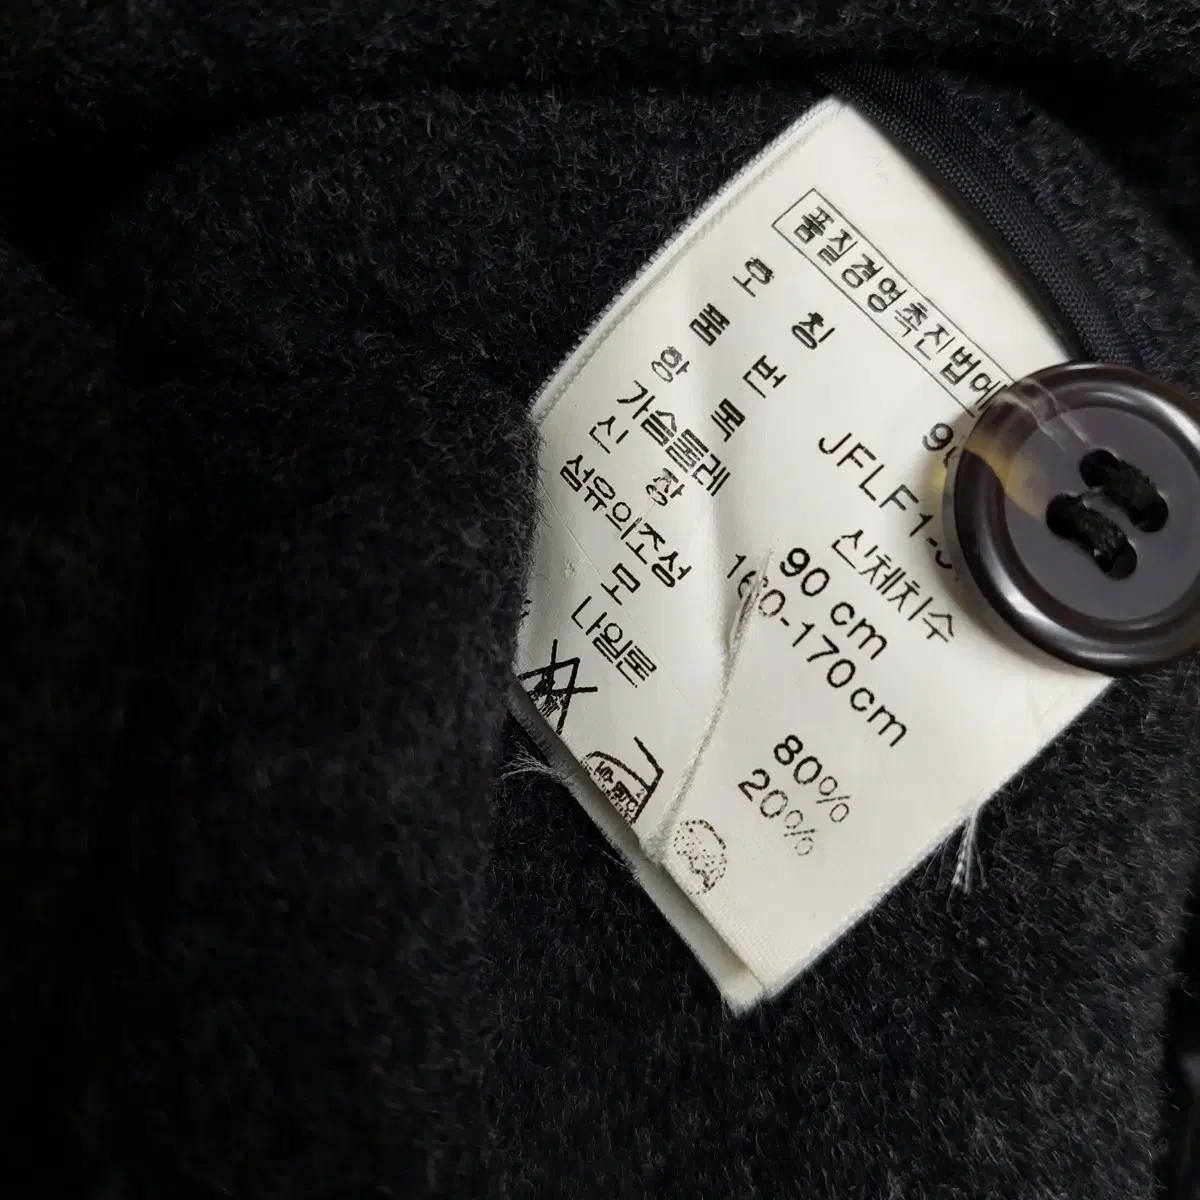 품질경영촉진법에
호 칭 9
품 번 JFLF1-
항 목 신체치수
가슴둘레 90 cm
신 장 160-170cm
섬유의조성
모 80%
나일론 20%